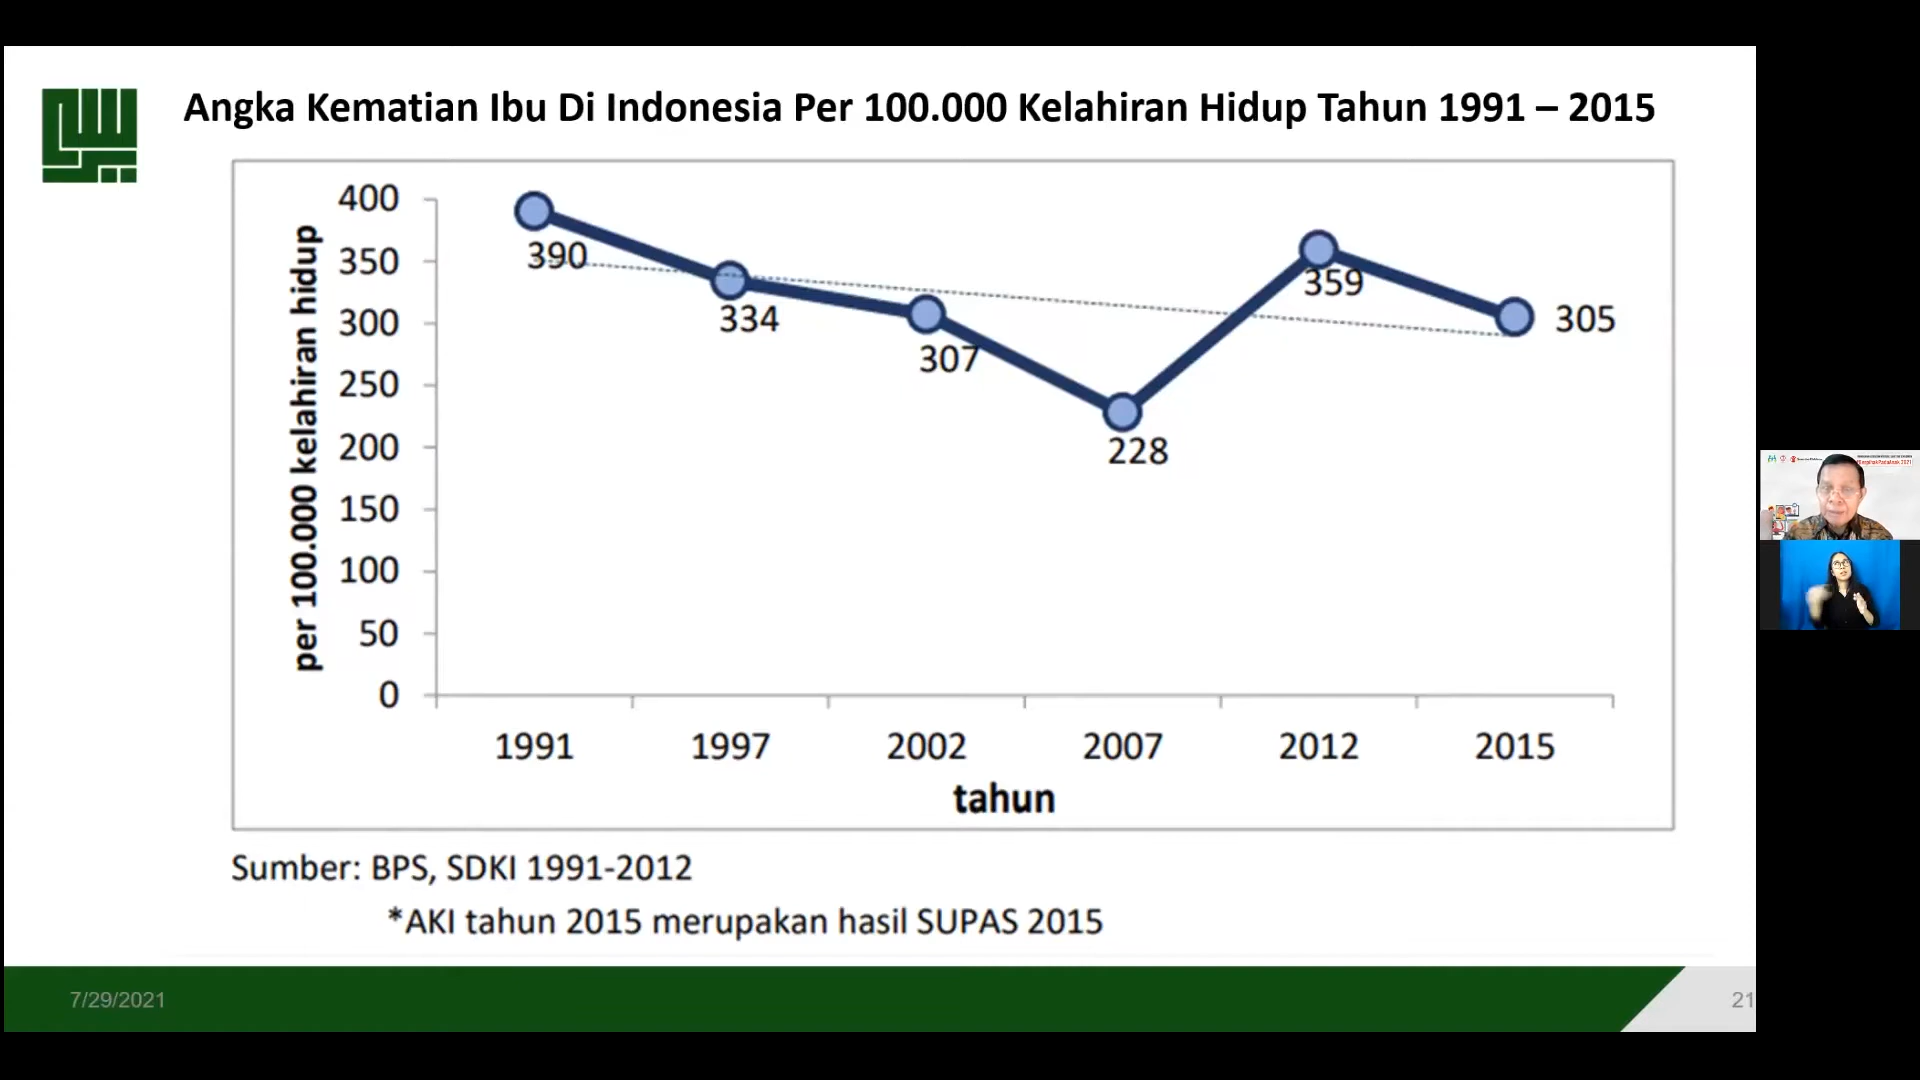 Angka Kematian Ibu Di Indonesia Per 100.000 Kelahiran Hidup Tahun 1991 – 2015
per 100.000 kelahiran hidup
400
350
300
250
200
150
100
50
0
390
334
307
228
359
305
1991 1997 2002 2007 2012 2015
tahun
Sumber: BPS, SDKI 1991-2012
*AKI tahun 2015 merupakan hasil SUPAS 2015
7/29/2021
21